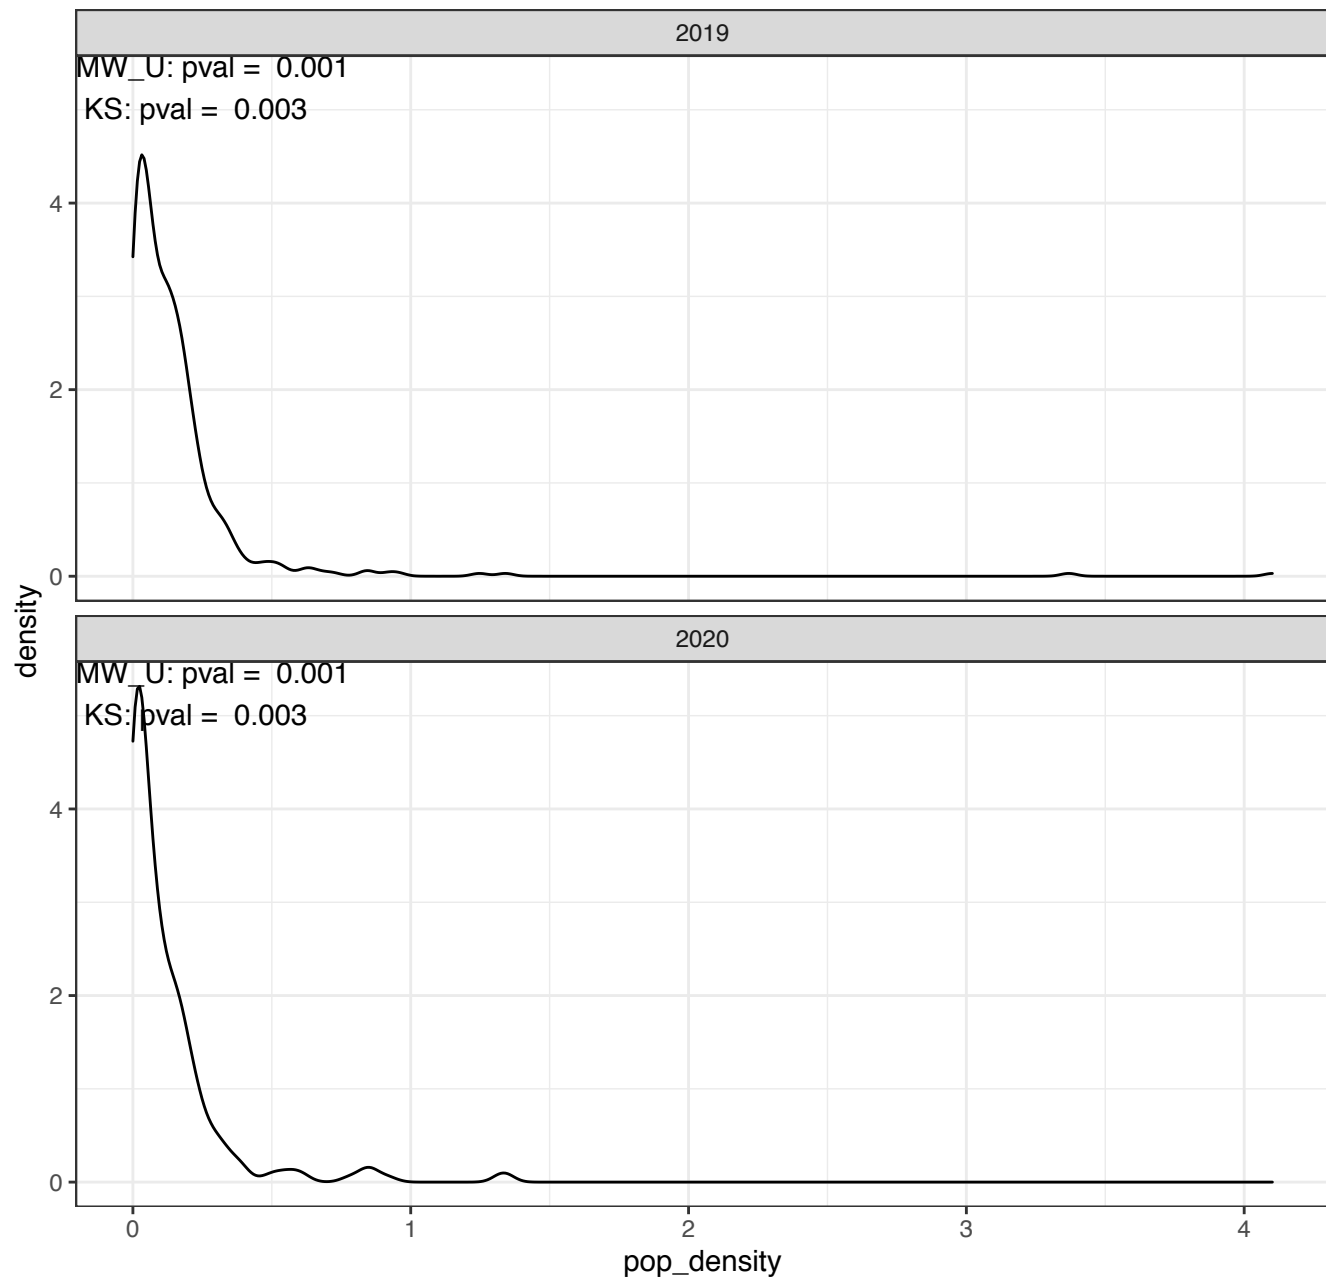 2019
MW_U: pval =  0.001
KS: pval =  0.003
4
2
0
density
2020
MW_U: pval =  0.001
KS: pval =  0.003
4
2
0
0 1 2 3 4
pop_density